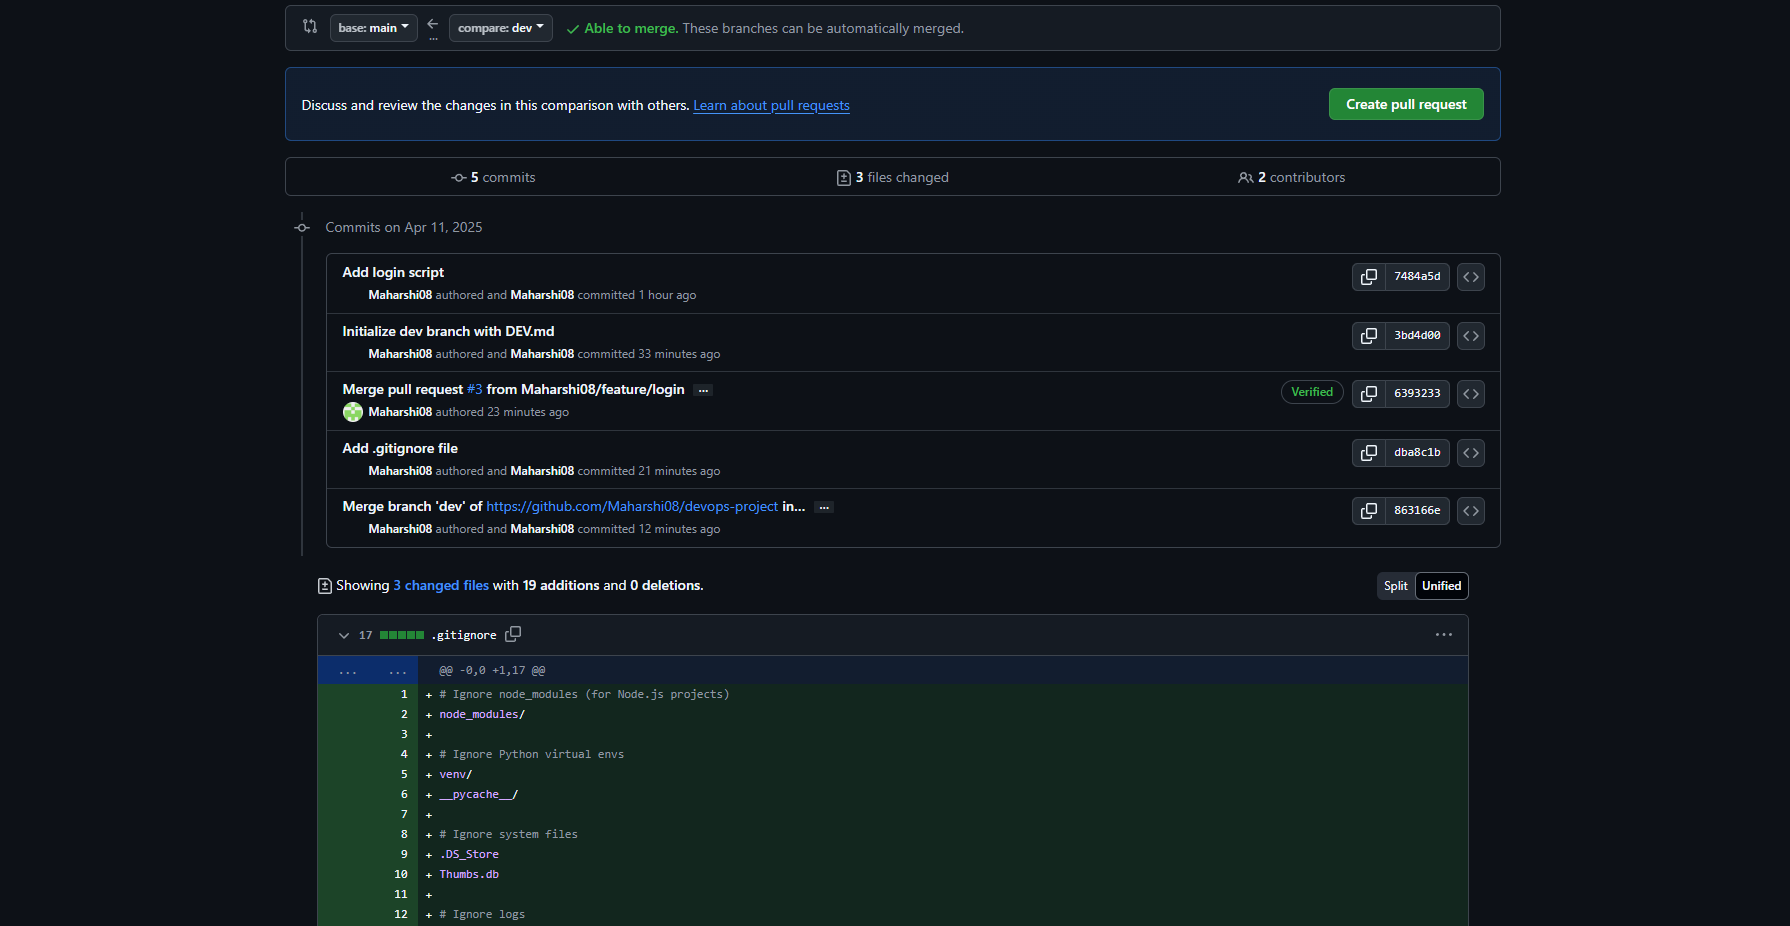 base: main compare: dev Able to merge. These branches can be automatically merged.
Discuss and review the changes in this comparison with others. Learn about pull requests Create pull request
5 commits 3 files changed 2 contributors
Commits on Apr 11, 2025
Add login script 7484a5d
Maharshi08 authored and Maharshi08 committed 1 hour ago
Initialize dev branch with DEV.md 3bd4d00
Maharshi08 authored and Maharshi08 committed 33 minutes ago
Merge pull request #3 from Maharshi08/feature/login ... Verified 6393233
Maharshi08 authored 23 minutes ago
Add .gitignore file dba8c1b
Maharshi08 authored and Maharshi08 committed 21 minutes ago
Merge branch 'dev' of https://github.com/Maharshi08/devops-project in... ... 863166e
Maharshi08 authored and Maharshi08 committed 12 minutes ago
Showing 3 changed files with 19 additions and 0 deletions. Split Unified
17 .gitignore
... ... @@ -0,0 +1,17 @@
1 + # Ignore node_modules (for Node.js projects)
2 + node_modules/
3 +
4 + # Ignore Python virtual envs
5 + venv/
6 + __pycache__/
7 +
8 + # Ignore system files
9 + .DS_Store
10 + Thumbs.db
11 +
12 + # Ignore logs